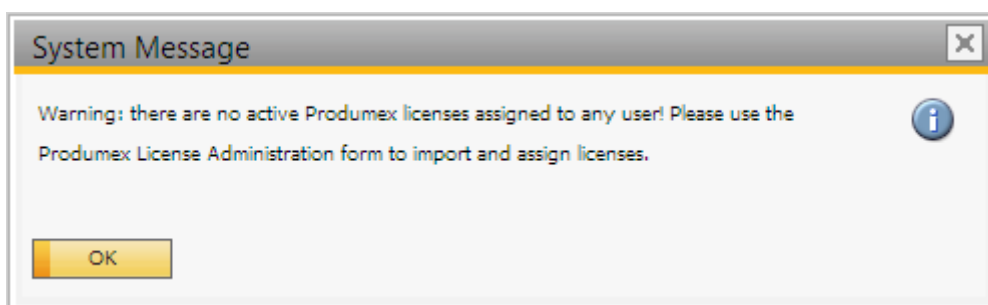 System Message
Warning: there are no active Produmex licenses assigned to any user! Please use the
Produmex License Administration form to import and assign licenses.
OK